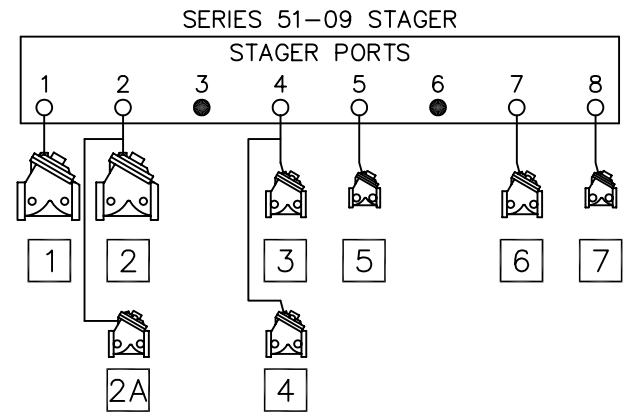 SERIES 51-09 STAGER
STAGER PORTS
1 2 3 4 5 6 7 8
1 2 3 5 6 7
2A 4